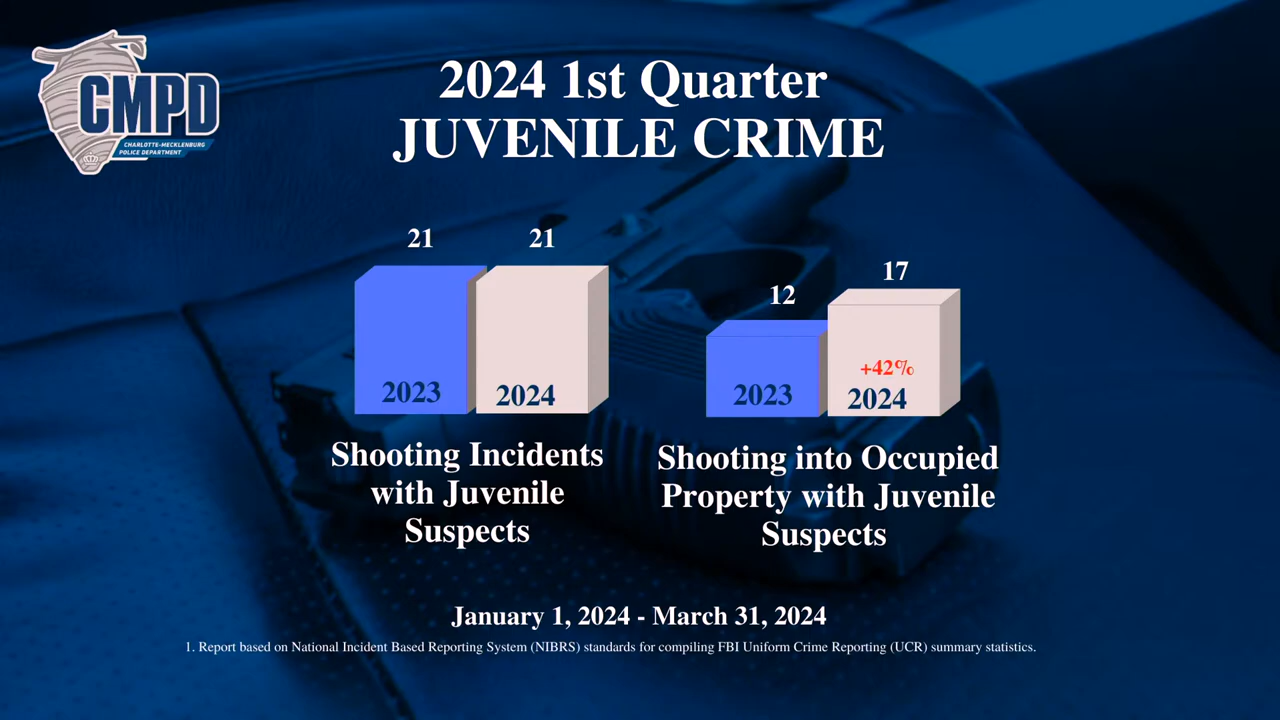 CMPD
CHARLOTTE-MECKLENBURG
POLICE DEPARTMENT
2024 1st Quarter
JUVENILE CRIME
21
21
2023
2024
Shooting Incidents
with Juvenile
Suspects
12
17
+42%
2023
2024
Shooting into Occupied
Property with Juvenile
Suspects
January 1, 2024 - March 31, 2024
1. Report based on National Incident Based Reporting System (NIBRS) standards for compiling FBI Uniform Crime Reporting (UCR) summary statistics.